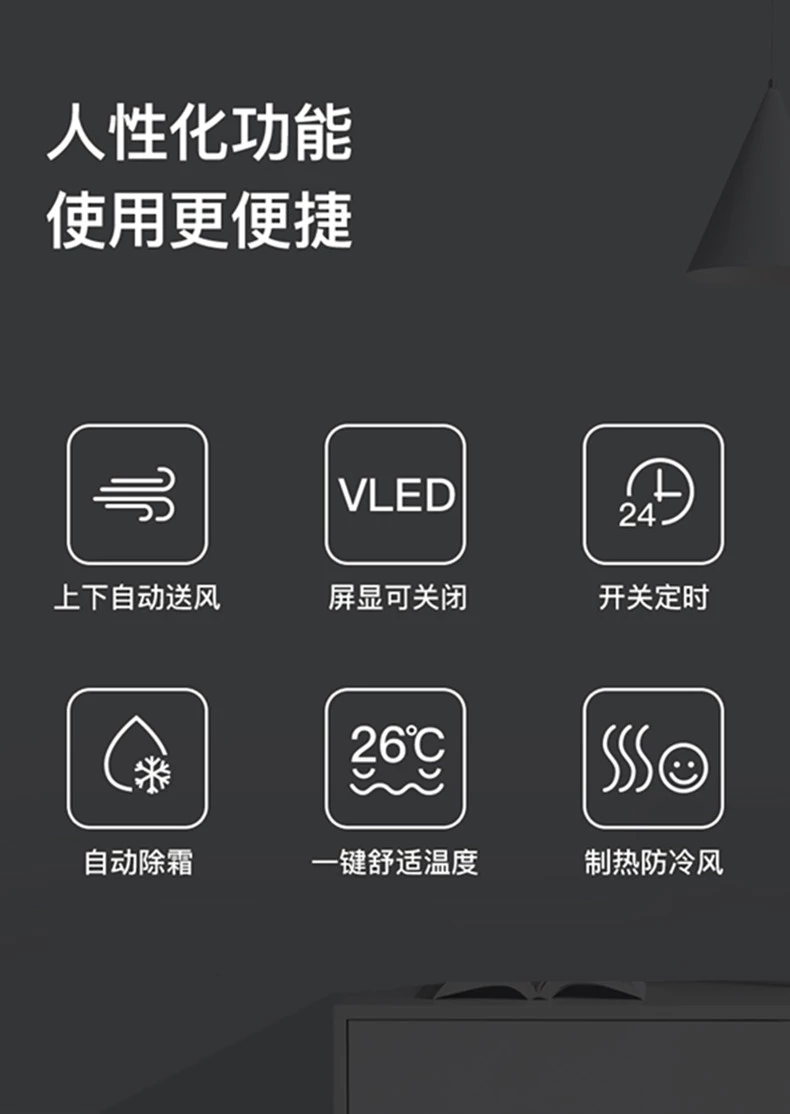 人性化功能
使用更便捷
VLED
24
上下自动送风
屏显可关闭
开关定时
26℃
自动除霜
一键舒适温度
制热防冷风